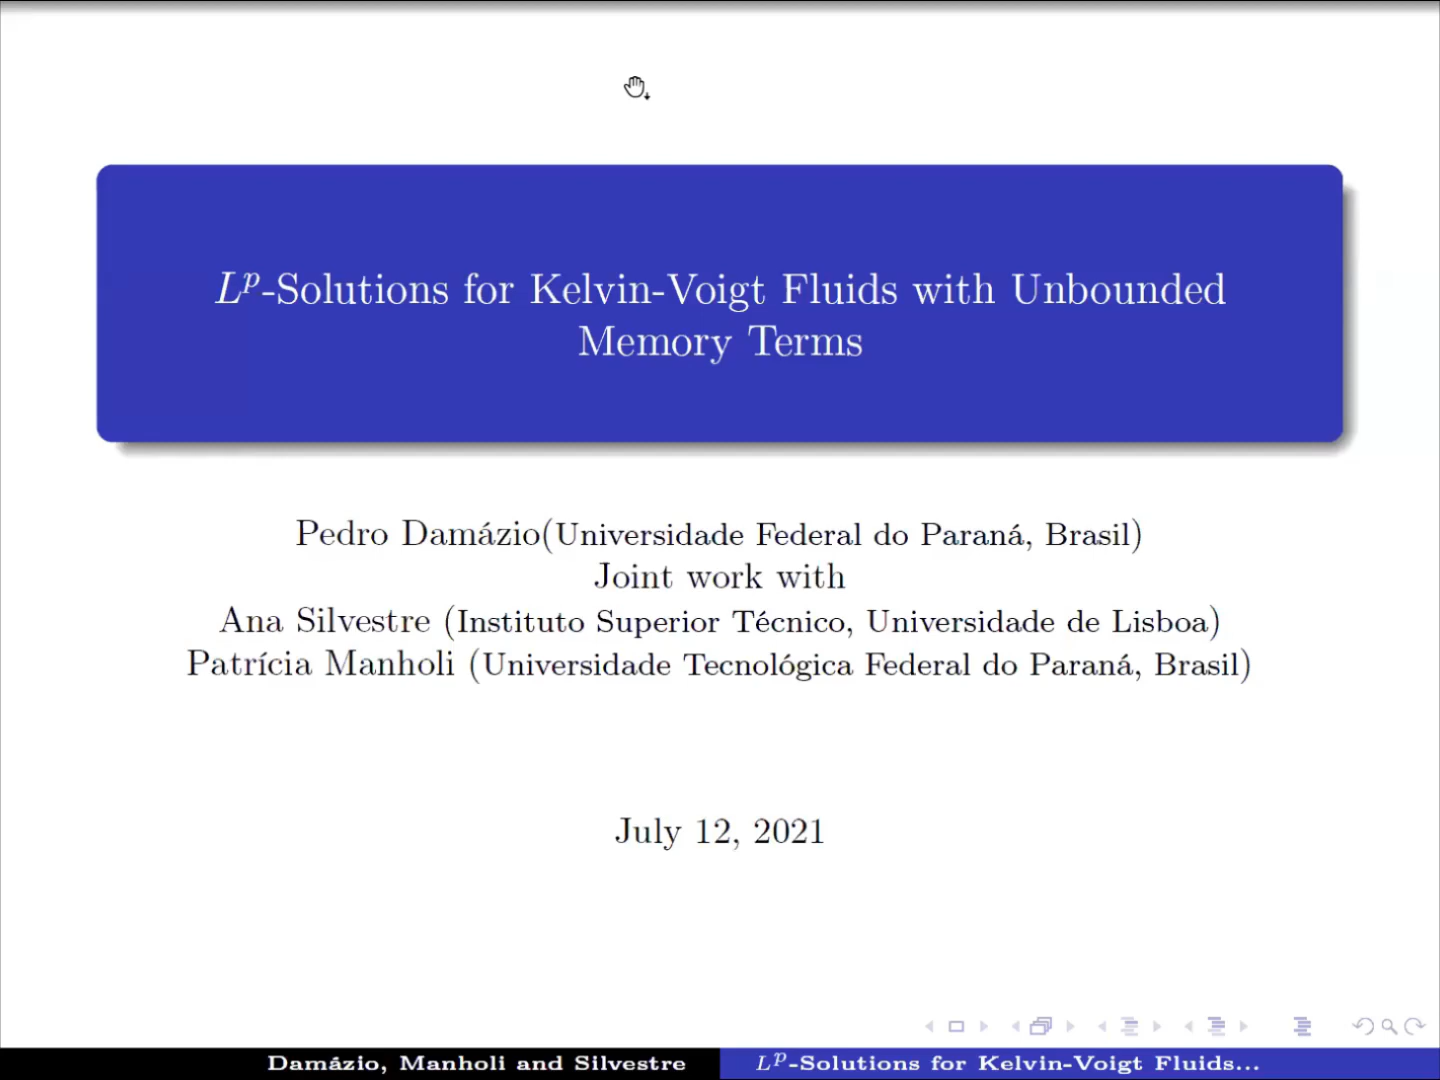 L^p-Solutions for Kelvin-Voigt Fluids with Unbounded
Memory Terms
Pedro Damázio(Universidade Federal do Paraná, Brasil)
Joint work with
Ana Silvestre (Instituto Superior Técnico, Universidade de Lisboa)
Patrícia Manholi (Universidade Tecnológica Federal do Paraná, Brasil)
July 12, 2021
Damázio, Manholi and Silvestre
L^p-Solutions for Kelvin-Voigt Fluids...